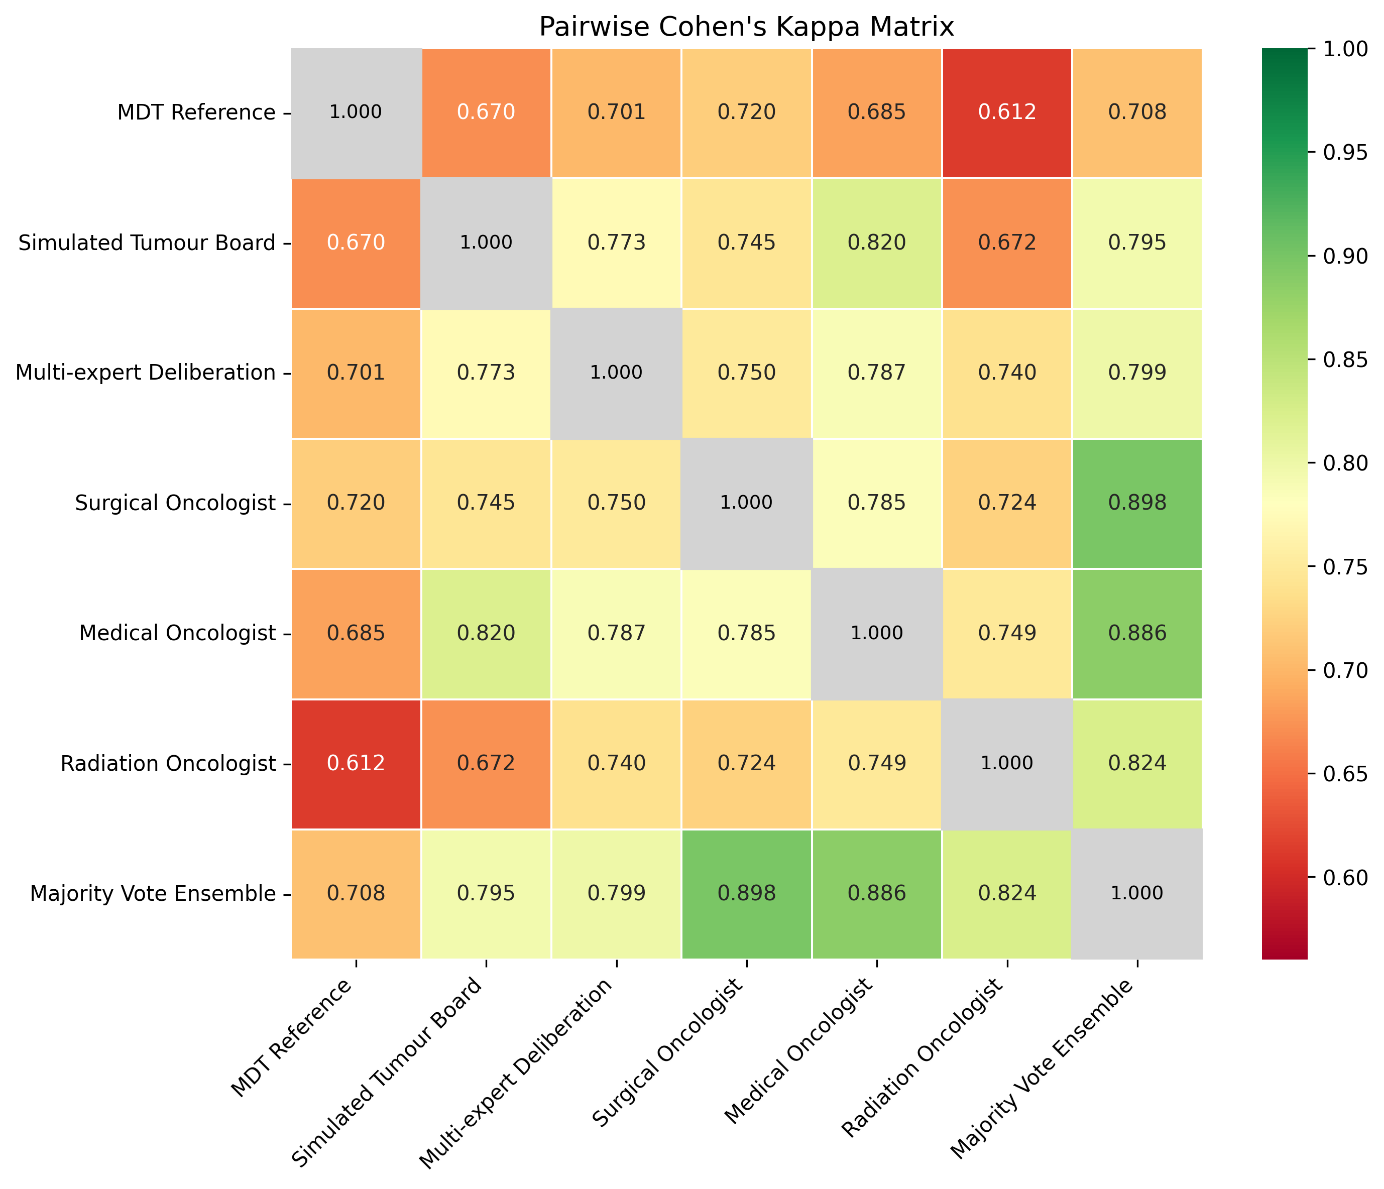 Pairwise Cohen's Kappa Matrix
MDT Reference 1.000 0.670 0.701 0.720 0.685 0.612 0.708
Simulated Tumour Board 0.670 1.000 0.773 0.745 0.820 0.672 0.795
Multi-expert Deliberation 0.701 0.773 1.000 0.750 0.787 0.740 0.799
Surgical Oncologist 0.720 0.745 0.750 1.000 0.785 0.724 0.898
Medical Oncologist 0.685 0.820 0.787 0.785 1.000 0.749 0.886
Radiation Oncologist 0.612 0.672 0.740 0.724 0.749 1.000 0.824
Majority Vote Ensemble 0.708 0.795 0.799 0.898 0.886 0.824 1.000
MDT Reference
Simulated Tumour Board
Multi-expert Deliberation
Surgical Oncologist
Medical Oncologist
Radiation Oncologist
Majority Vote Ensemble
1.00
0.95
0.90
0.85
0.80
0.75
0.70
0.65
0.60